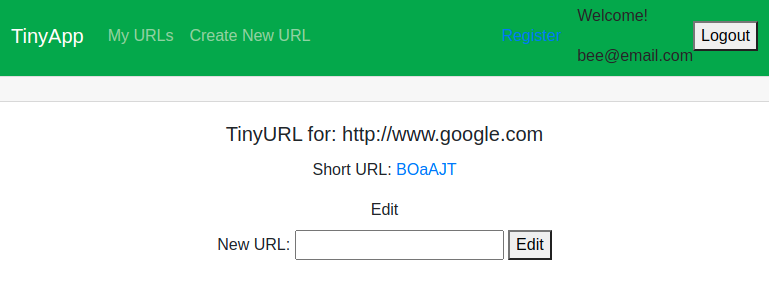 TinyApp My URLs Create New URL Register Welcome! Logout
bee@email.com
TinyURL for: http://www.google.com
Short URL: BOaAJT
Edit
New URL: Edit